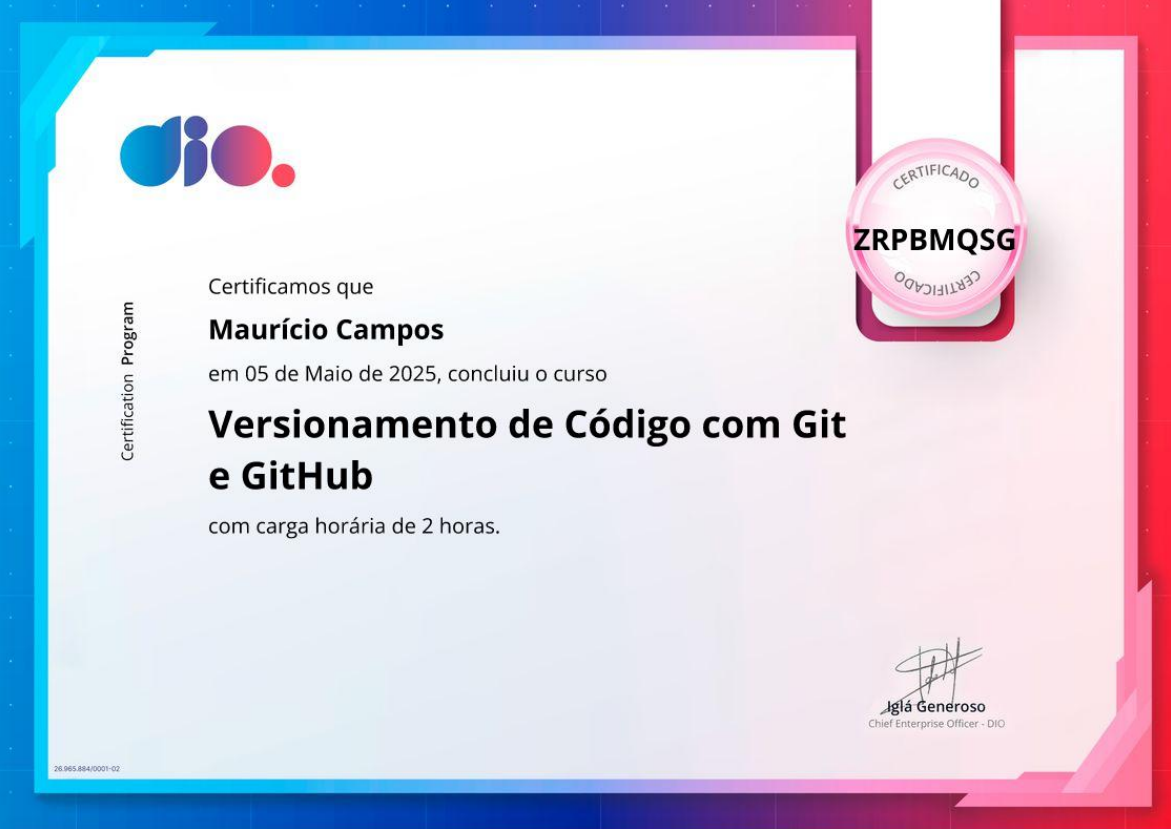 dio.
CERTIFICADO
ZRPBMQSG
CERTIFICADO
Certification Program
Certificamos que
Maurício Campos
em 05 de Maio de 2025, concluiu o curso
Versionamento de Código com Git
e GitHub
com carga horária de 2 horas.
Iglá Generoso
Chief Enterprise Officer - DIO
26.965.884/0001-02